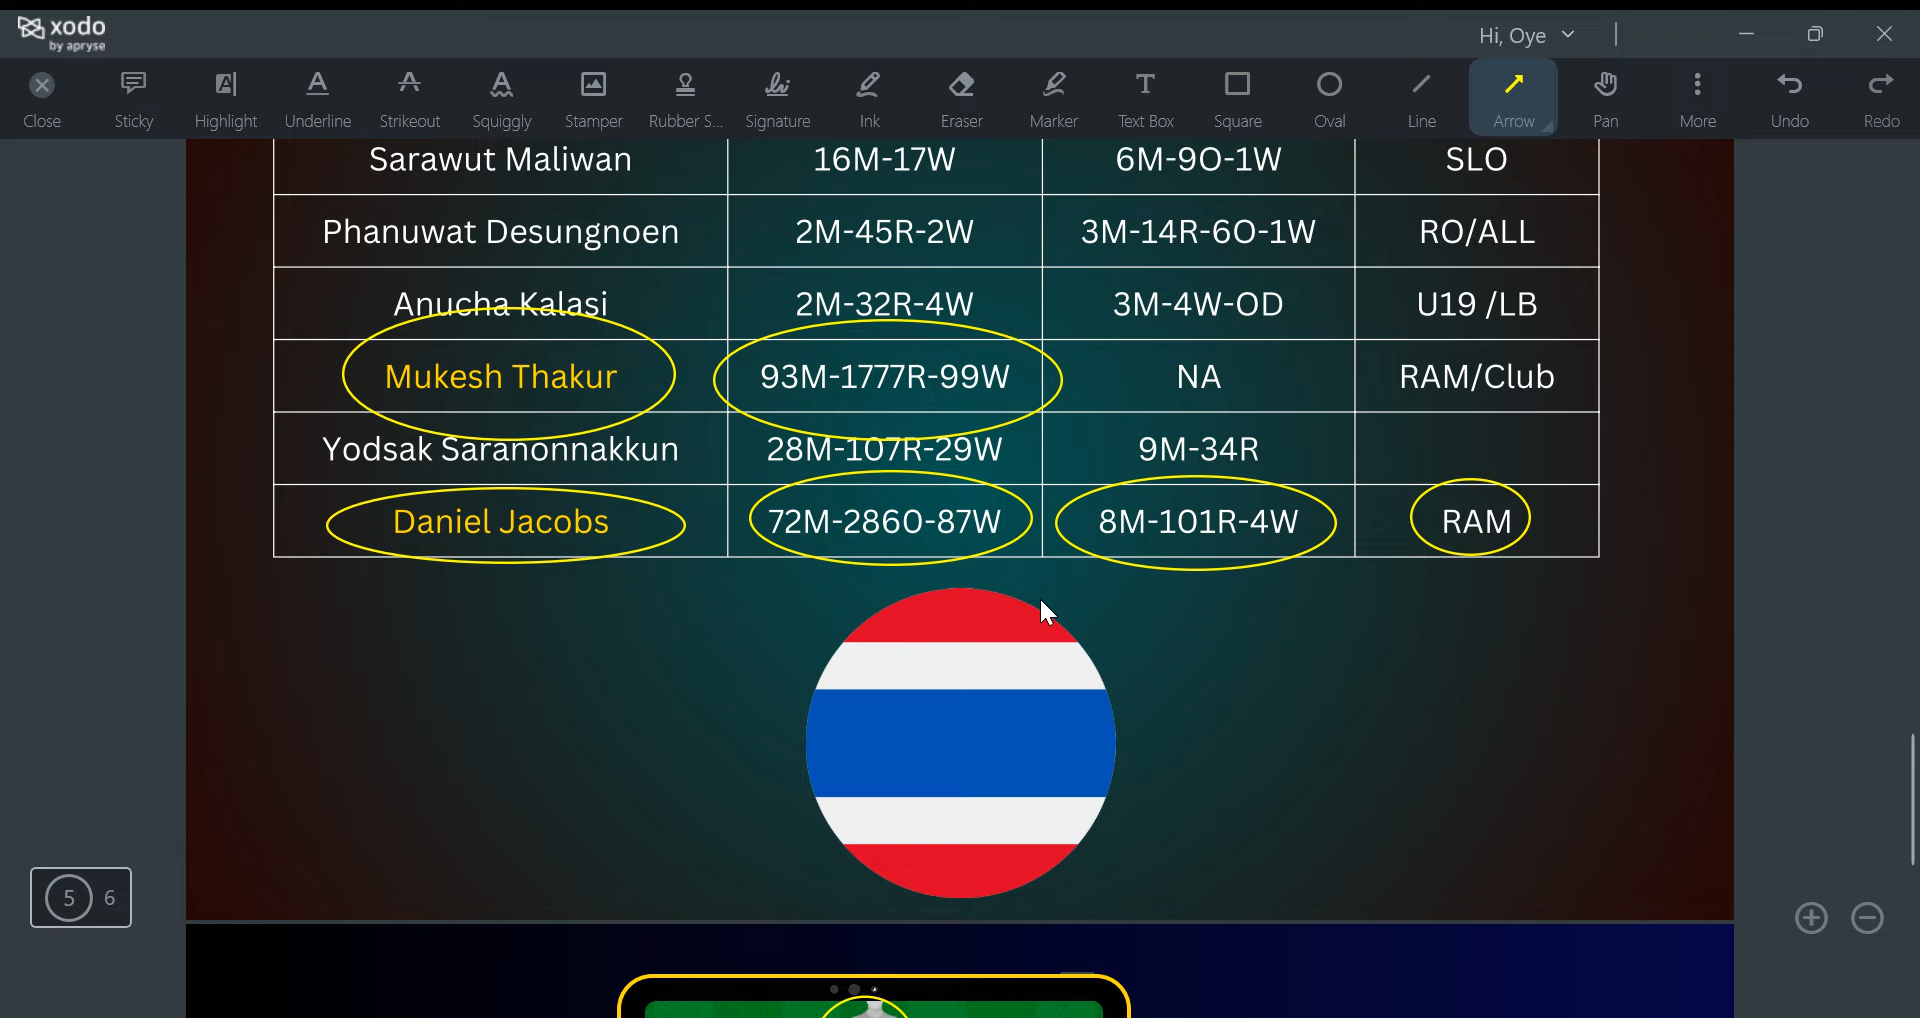 xodo
by apryse
Hi, Oye
Close Sticky Highlight Underline Strikeout Squiggly Stamper Rubber S... Signature Ink Eraser Marker Text Box Square Oval Line Arrow Pan More Undo Redo
Sarawut Maliwan 16M-17W 6M-9O-1W SLO
Phanuwat Desungnoen 2M-45R-2W 3M-14R-6O-1W RO/ALL
Anucha Kalasi 2M-32R-4W 3M-4W-OD U19 /LB
Mukesh Thakur 93M-1777R-99W NA RAM/Club
Yodsak Saranonnakkun 28M-107R-29W 9M-34R
Daniel Jacobs 72M-286O-87W 8M-101R-4W RAM
5 6